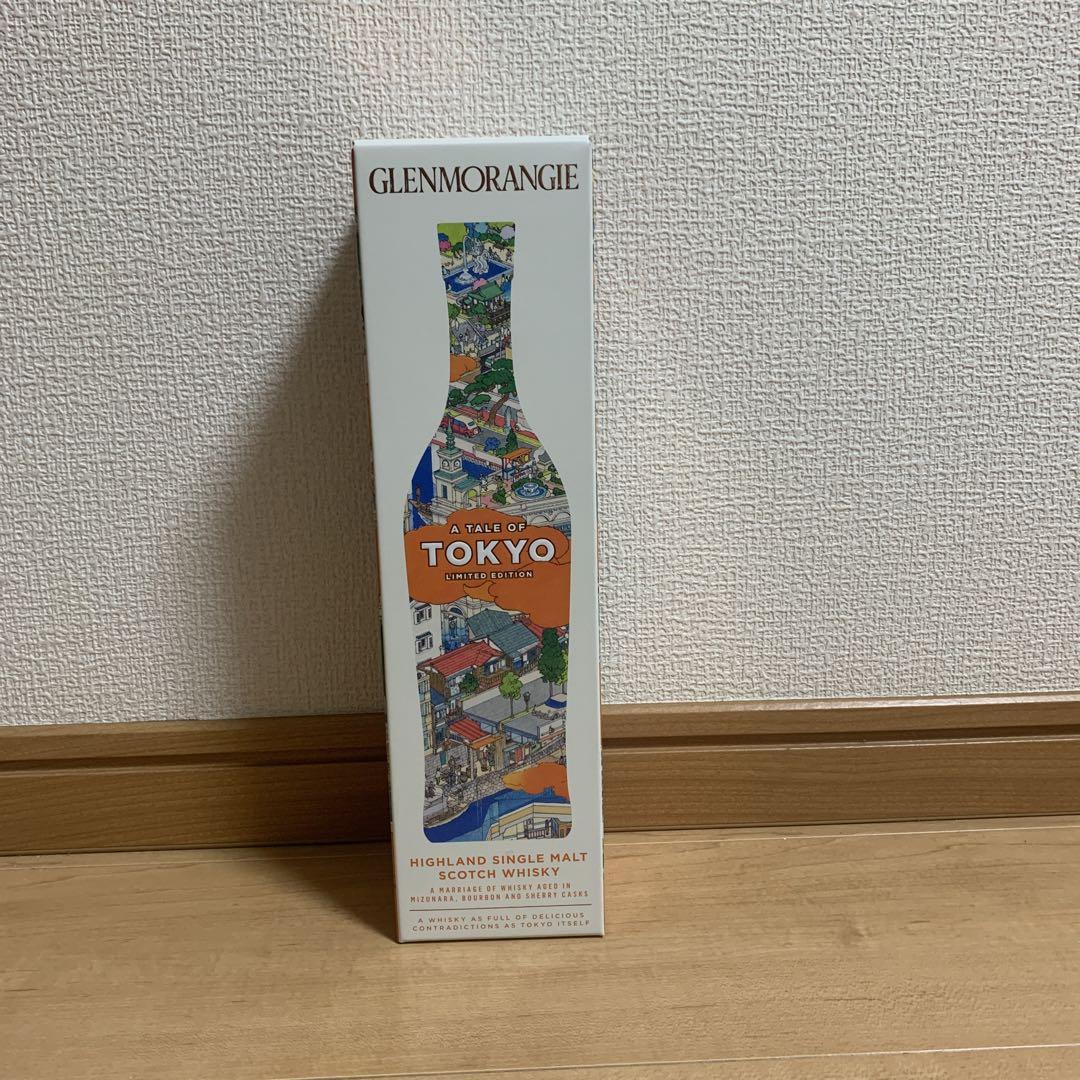 GLENMORANGIE
A TALE OF
TOKYO
LIMITED EDITION
HIGHLAND SINGLE MALT
SCOTCH WHISKY
A MARRIAGE OF WHISKY AGED IN
MIZUNARA, BOURBON AND SHERRY CASKS
A WHISKY AS FULL OF DELICIOUS
CONTRADICTIONS AS TOKYO ITSELF